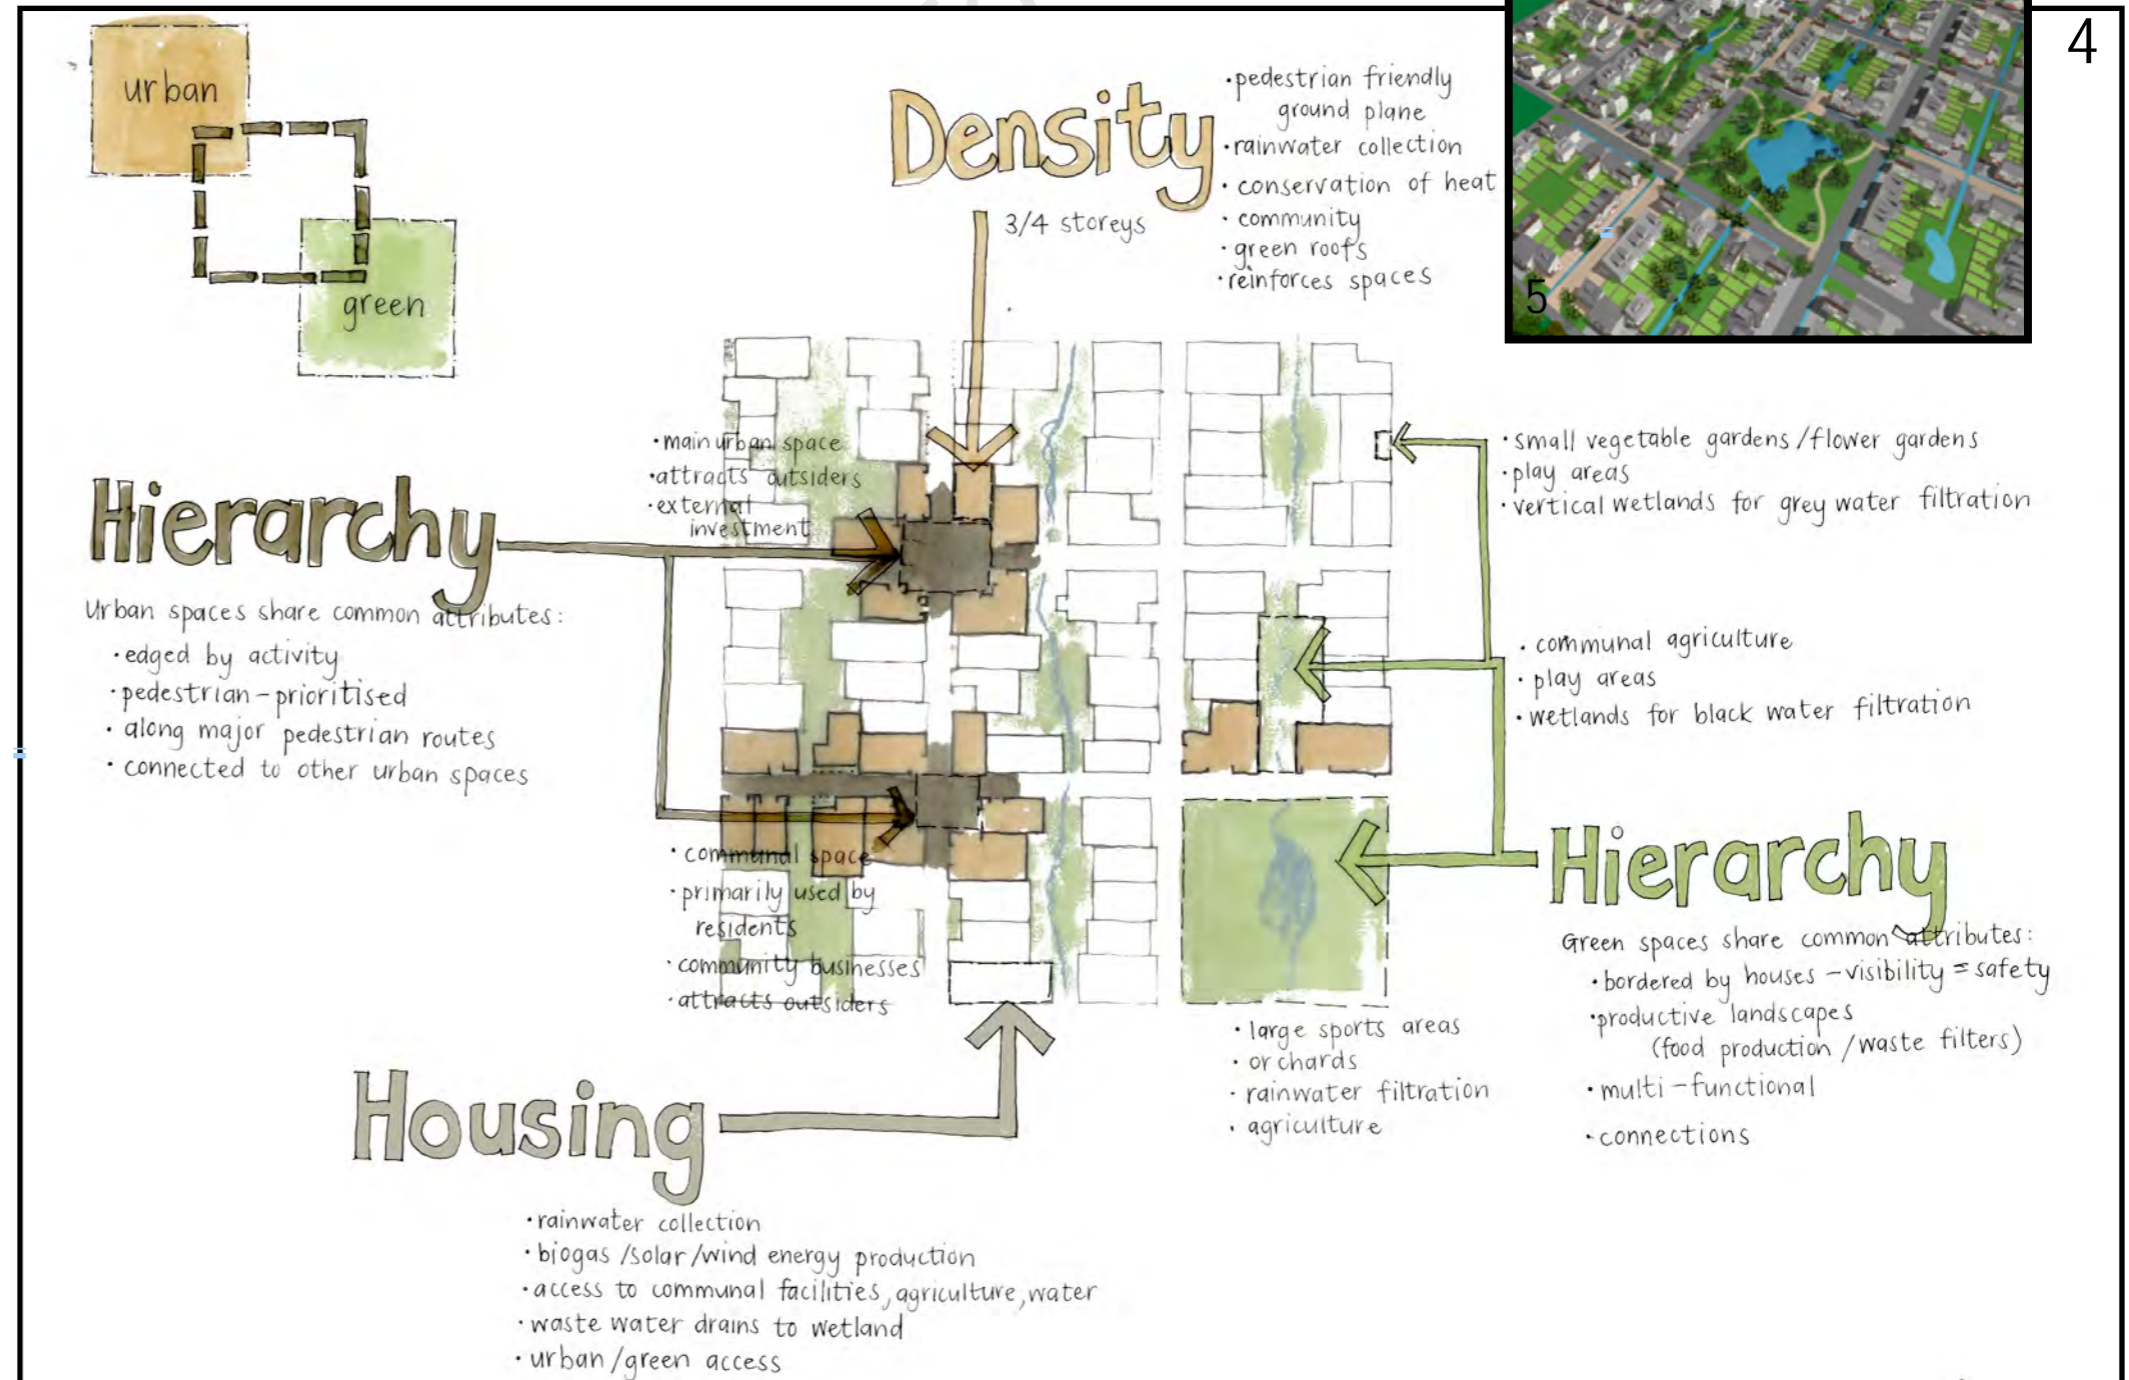 4
urban
green
Density
3/4 storeys
·pedestrian friendly
ground plane
·rainwater collection
· conservation of heat
· community
· green roofs
·reinforces spaces
5
Hierarchy
Urban spaces share common attributes:
·edged by activity
·pedestrian-prioritised
· along major pedestrian routes
· connected to other urban spaces
·main urban space
·attracts outsiders
·external
investment
· communal space
·primarily used by
residents
·community businesses
·attracts outsiders
·small vegetable gardens/flower gardens
·play areas
·vertical wetlands for grey water filtration
· communal agriculture
· play areas
·wetlands for black water filtration
Hierarchy
Green spaces share common attributes:
·bordered by houses - visibility = safety
·productive landscapes
(food production/waste filters)
·multi-functional
·connections
·large sports areas
·orchards
·rainwater filtration
·agriculture
Housing
·rainwater collection
·biogas/solar/wind energy production
·access to communal facilities, agriculture, water
·waste water drains to wetland
·urban/green access